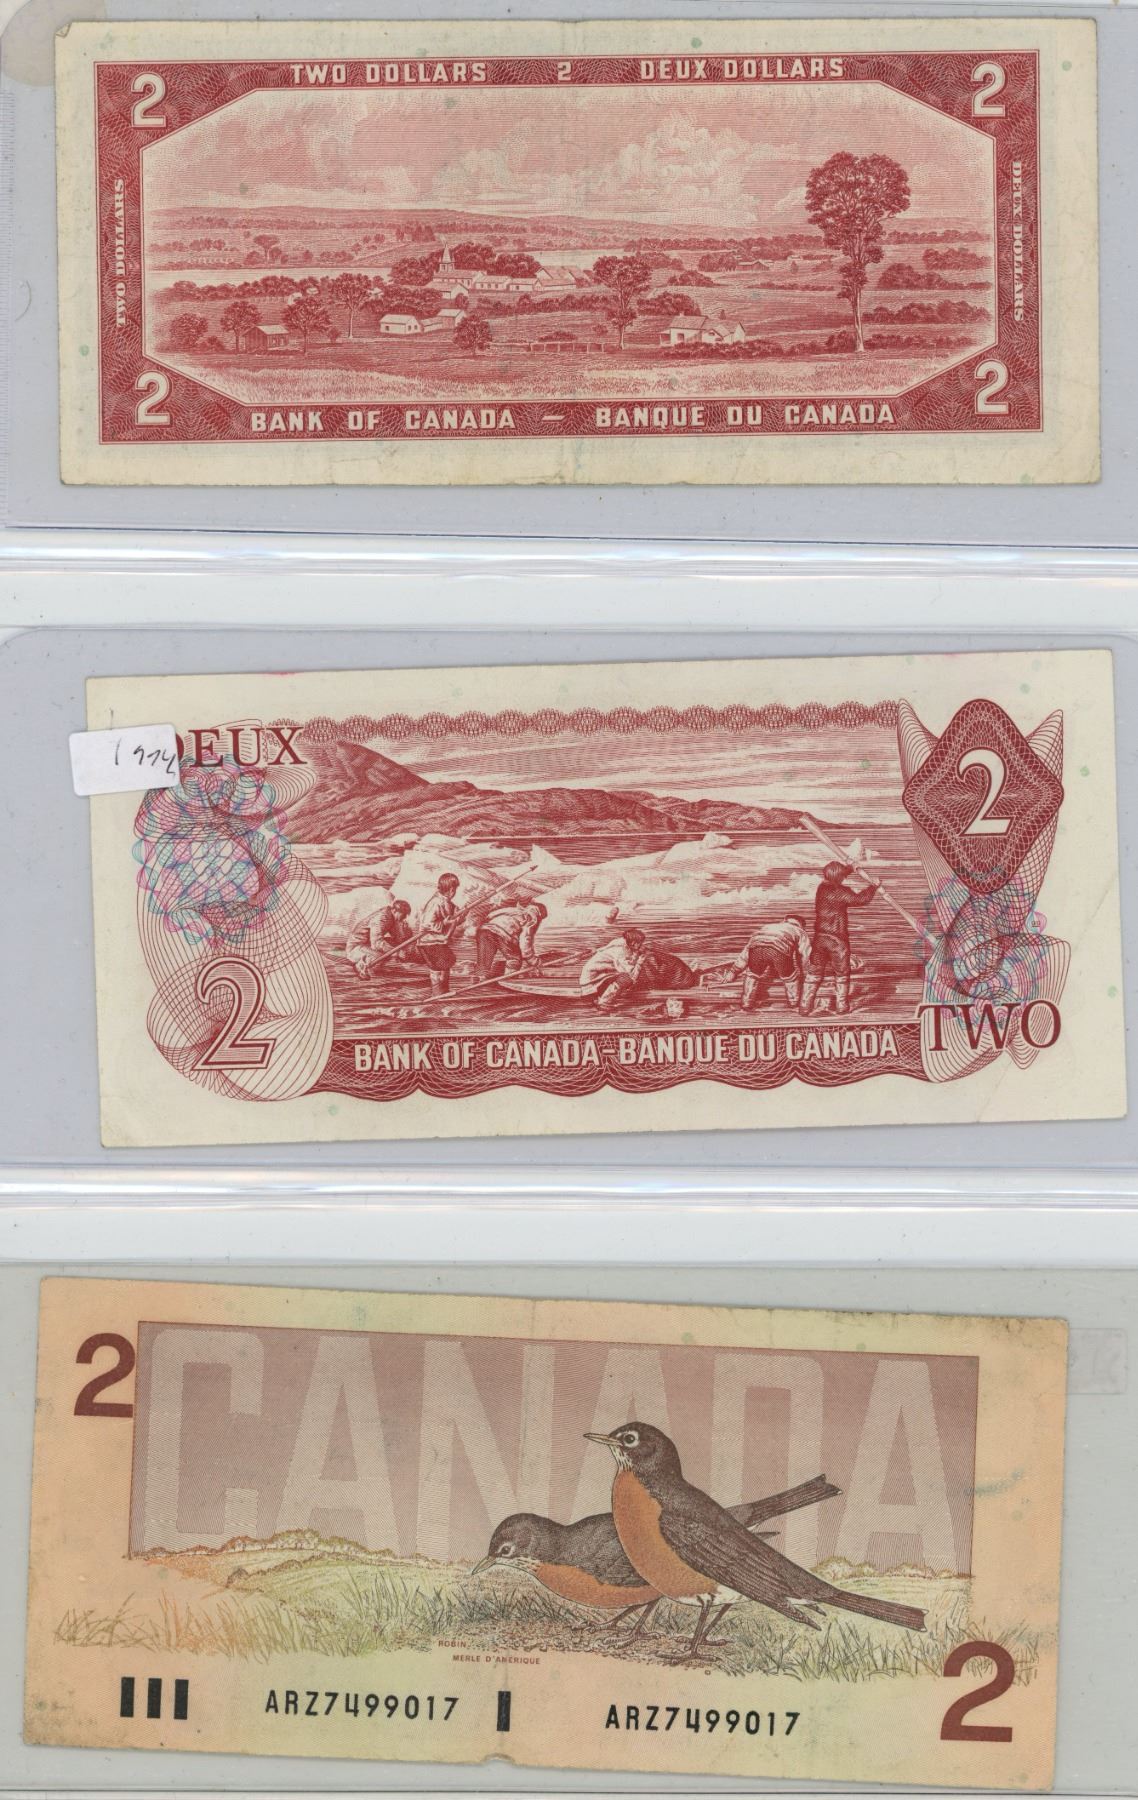 2 TWO DOLLARS 2 DEUX DOLLARS 2
TWO DOLLARS
DEUX DOLLARS
2 BANK OF CANADA – BANQUE DU CANADA 2
1974
DEUX
2
2
BANK OF CANADA-BANQUE DU CANADA
TWO
2
CANADA
ROBIN
MERLE D'AMÉRIQUE
ARZ7499017
ARZ7499017
2